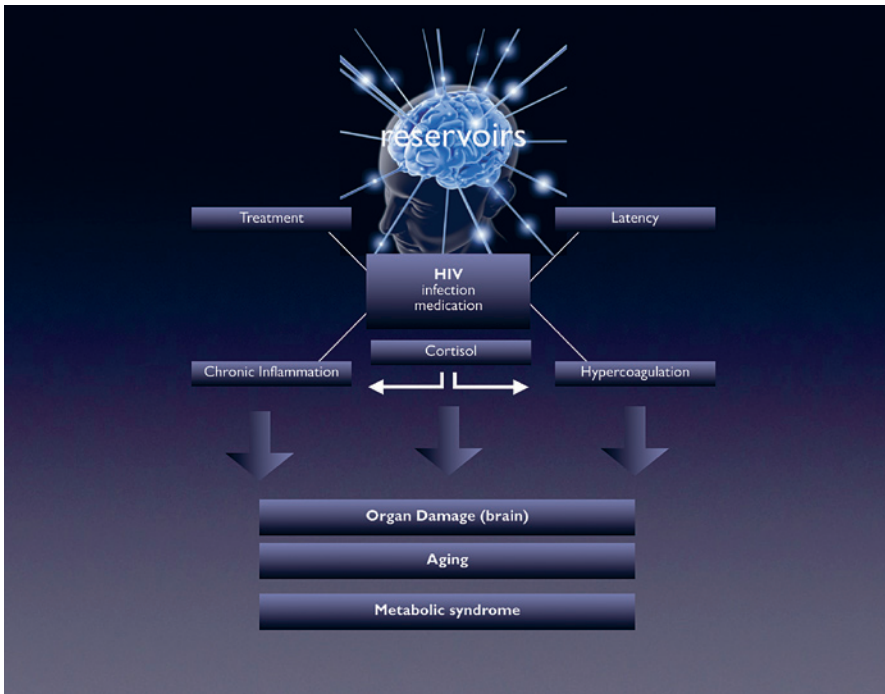 reservoirs
Treatment
Latency
HIV
infection
medication
Cortisol
Chronic Inflammation
Hypercoagulation
Organ Damage (brain)
Aging
Metabolic syndrome